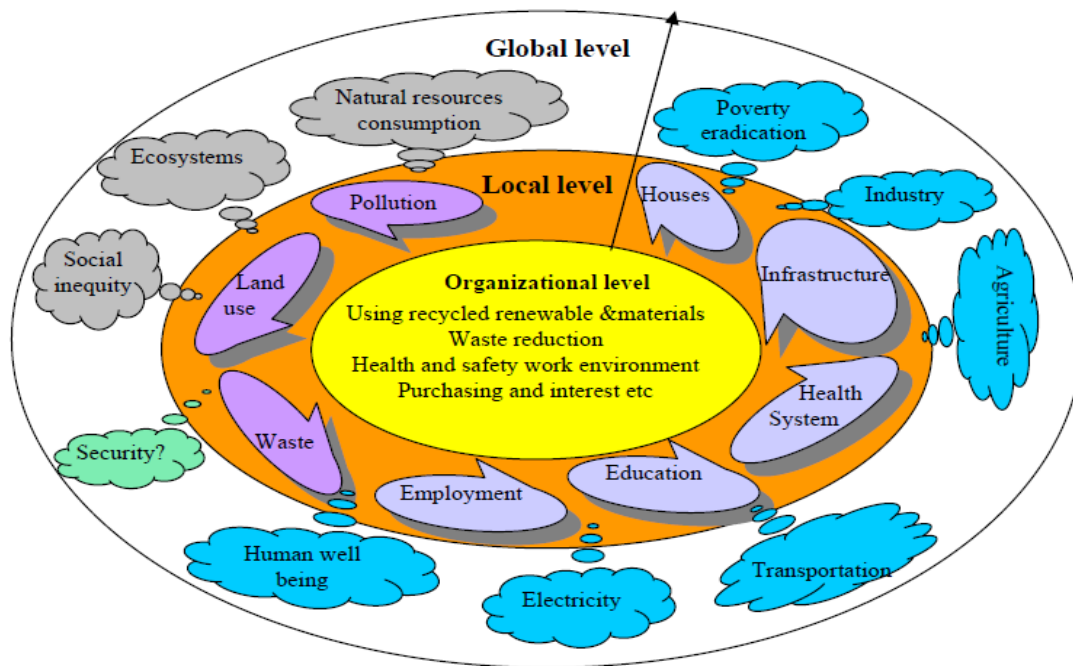 Global level
Natural resources
consumption
Poverty
eradication
Ecosystems
Local level
Houses
Industry
Pollution
Social
inequity
Land
use
Organizational level
Using recycled renewable &materials
Waste reduction
Health and safety work environment
Purchasing and interest etc
Infrastructure
Agriculture
Health
System
Security?
Waste
Employment
Education
Human well
being
Electricity
Transportation